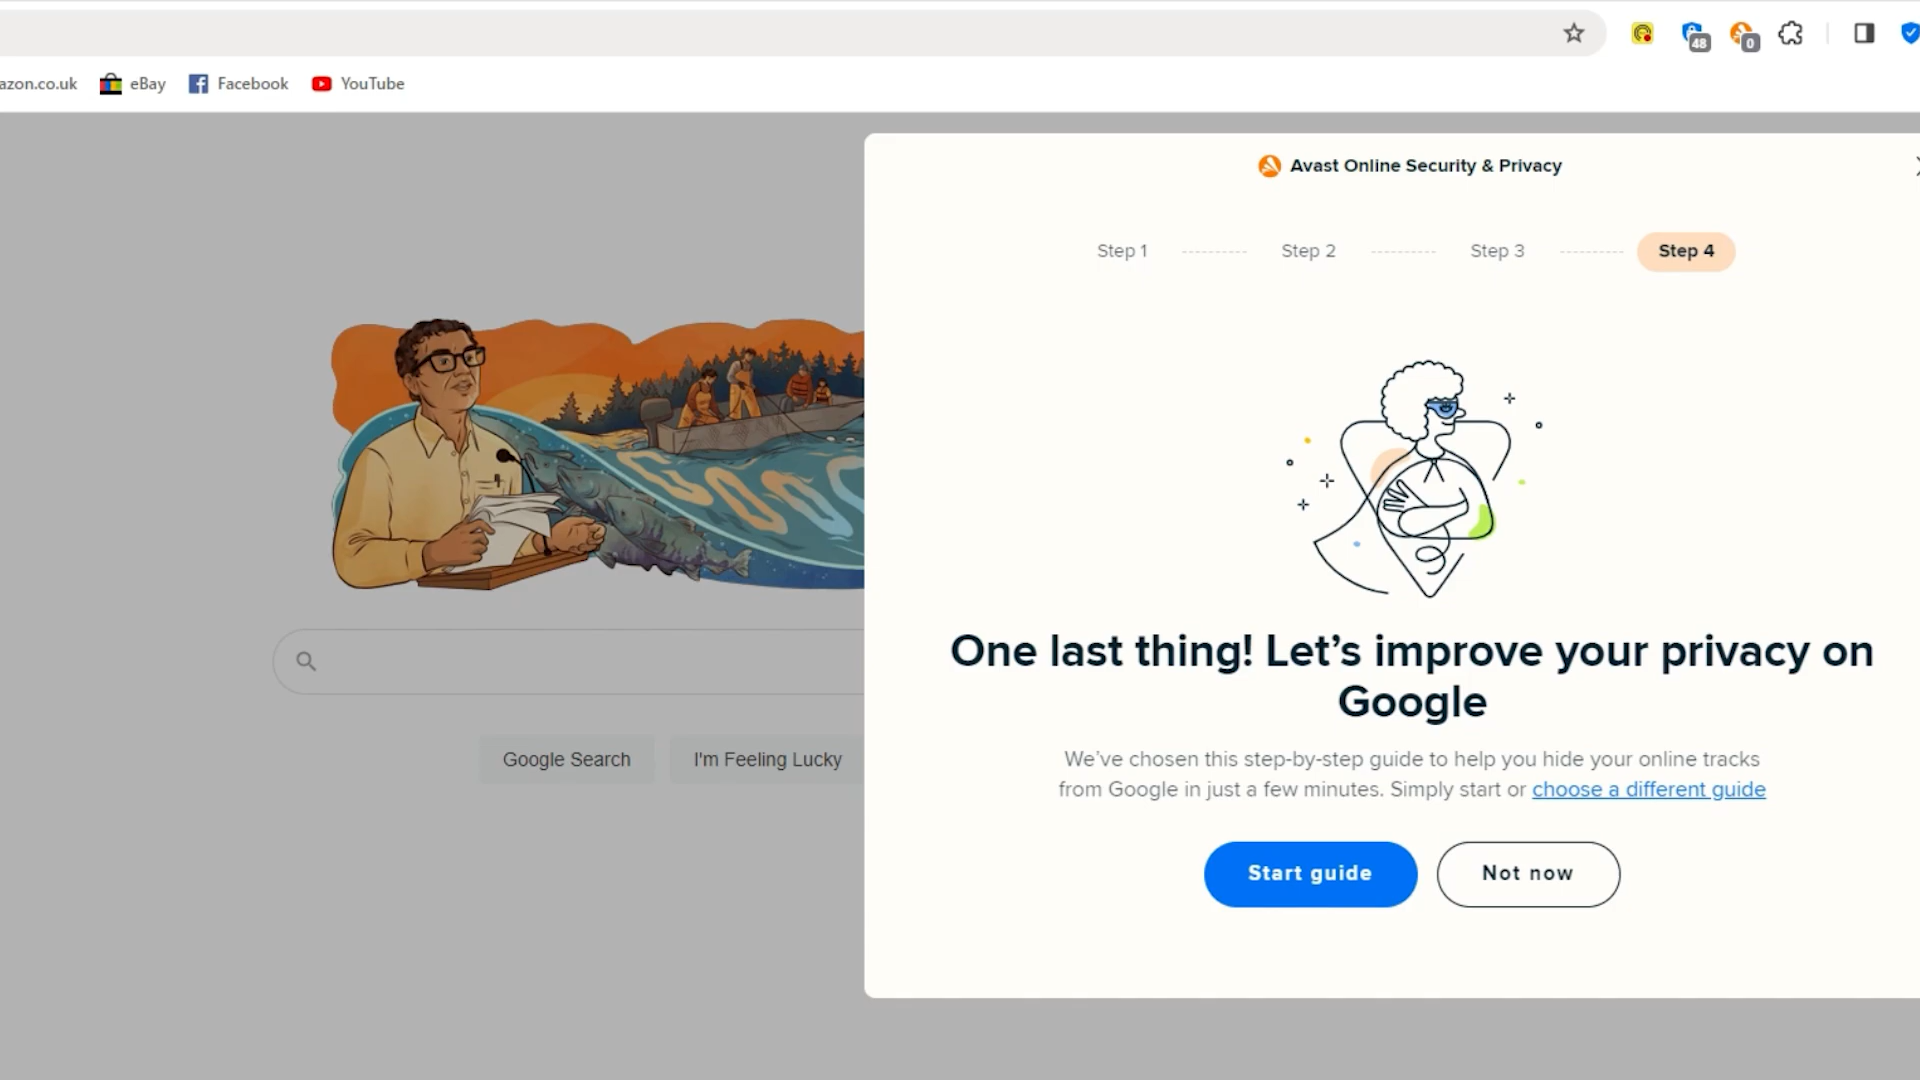 48
0
azon.co.uk
eBay
Facebook
YouTube
Avast Online Security & Privacy
Step 1
Step 2
Step 3
Step 4
One last thing! Let’s improve your privacy on
Google
We’ve chosen this step-by-step guide to help you hide your online tracks
from Google in just a few minutes. Simply start or choose a different guide
Start guide
Not now
Google Search
I'm Feeling Lucky